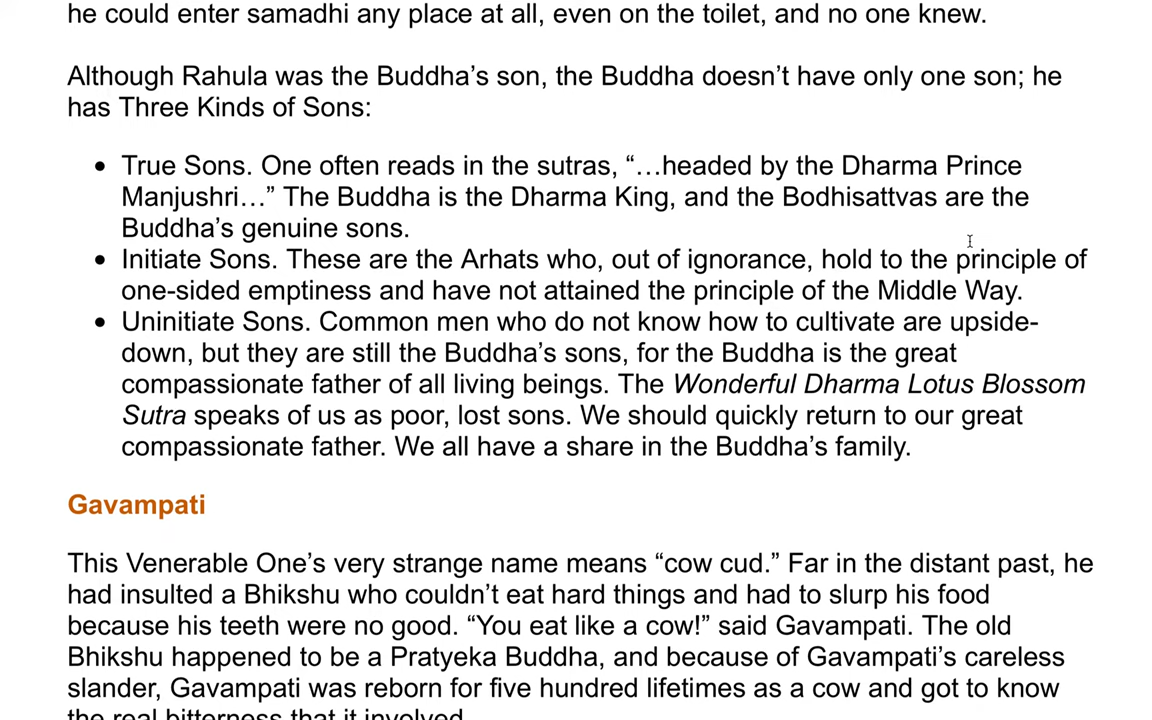 he could enter samadhi any place at all, even on the toilet, and no one knew.
Although Rahula was the Buddha’s son, the Buddha doesn’t have only one son; he
has Three Kinds of Sons:
• True Sons. One often reads in the sutras, “…headed by the Dharma Prince
Manjushri…” The Buddha is the Dharma King, and the Bodhisattvas are the
Buddha’s genuine sons.
• Initiate Sons. These are the Arhats who, out of ignorance, hold to the principle of
one-sided emptiness and have not attained the principle of the Middle Way.
• Uninitiate Sons. Common men who do not know how to cultivate are upside-
down, but they are still the Buddha’s sons, for the Buddha is the great
compassionate father of all living beings. The Wonderful Dharma Lotus Blossom
Sutra speaks of us as poor, lost sons. We should quickly return to our great
compassionate father. We all have a share in the Buddha’s family.
Gavampati
This Venerable One’s very strange name means “cow cud.” Far in the distant past, he
had insulted a Bhikshu who couldn’t eat hard things and had to slurp his food
because his teeth were no good. “You eat like a cow!” said Gavampati. The old
Bhikshu happened to be a Pratyeka Buddha, and because of Gavampati’s careless
slander, Gavampati was reborn for five hundred lifetimes as a cow and got to know
the real bitterness that it involved.